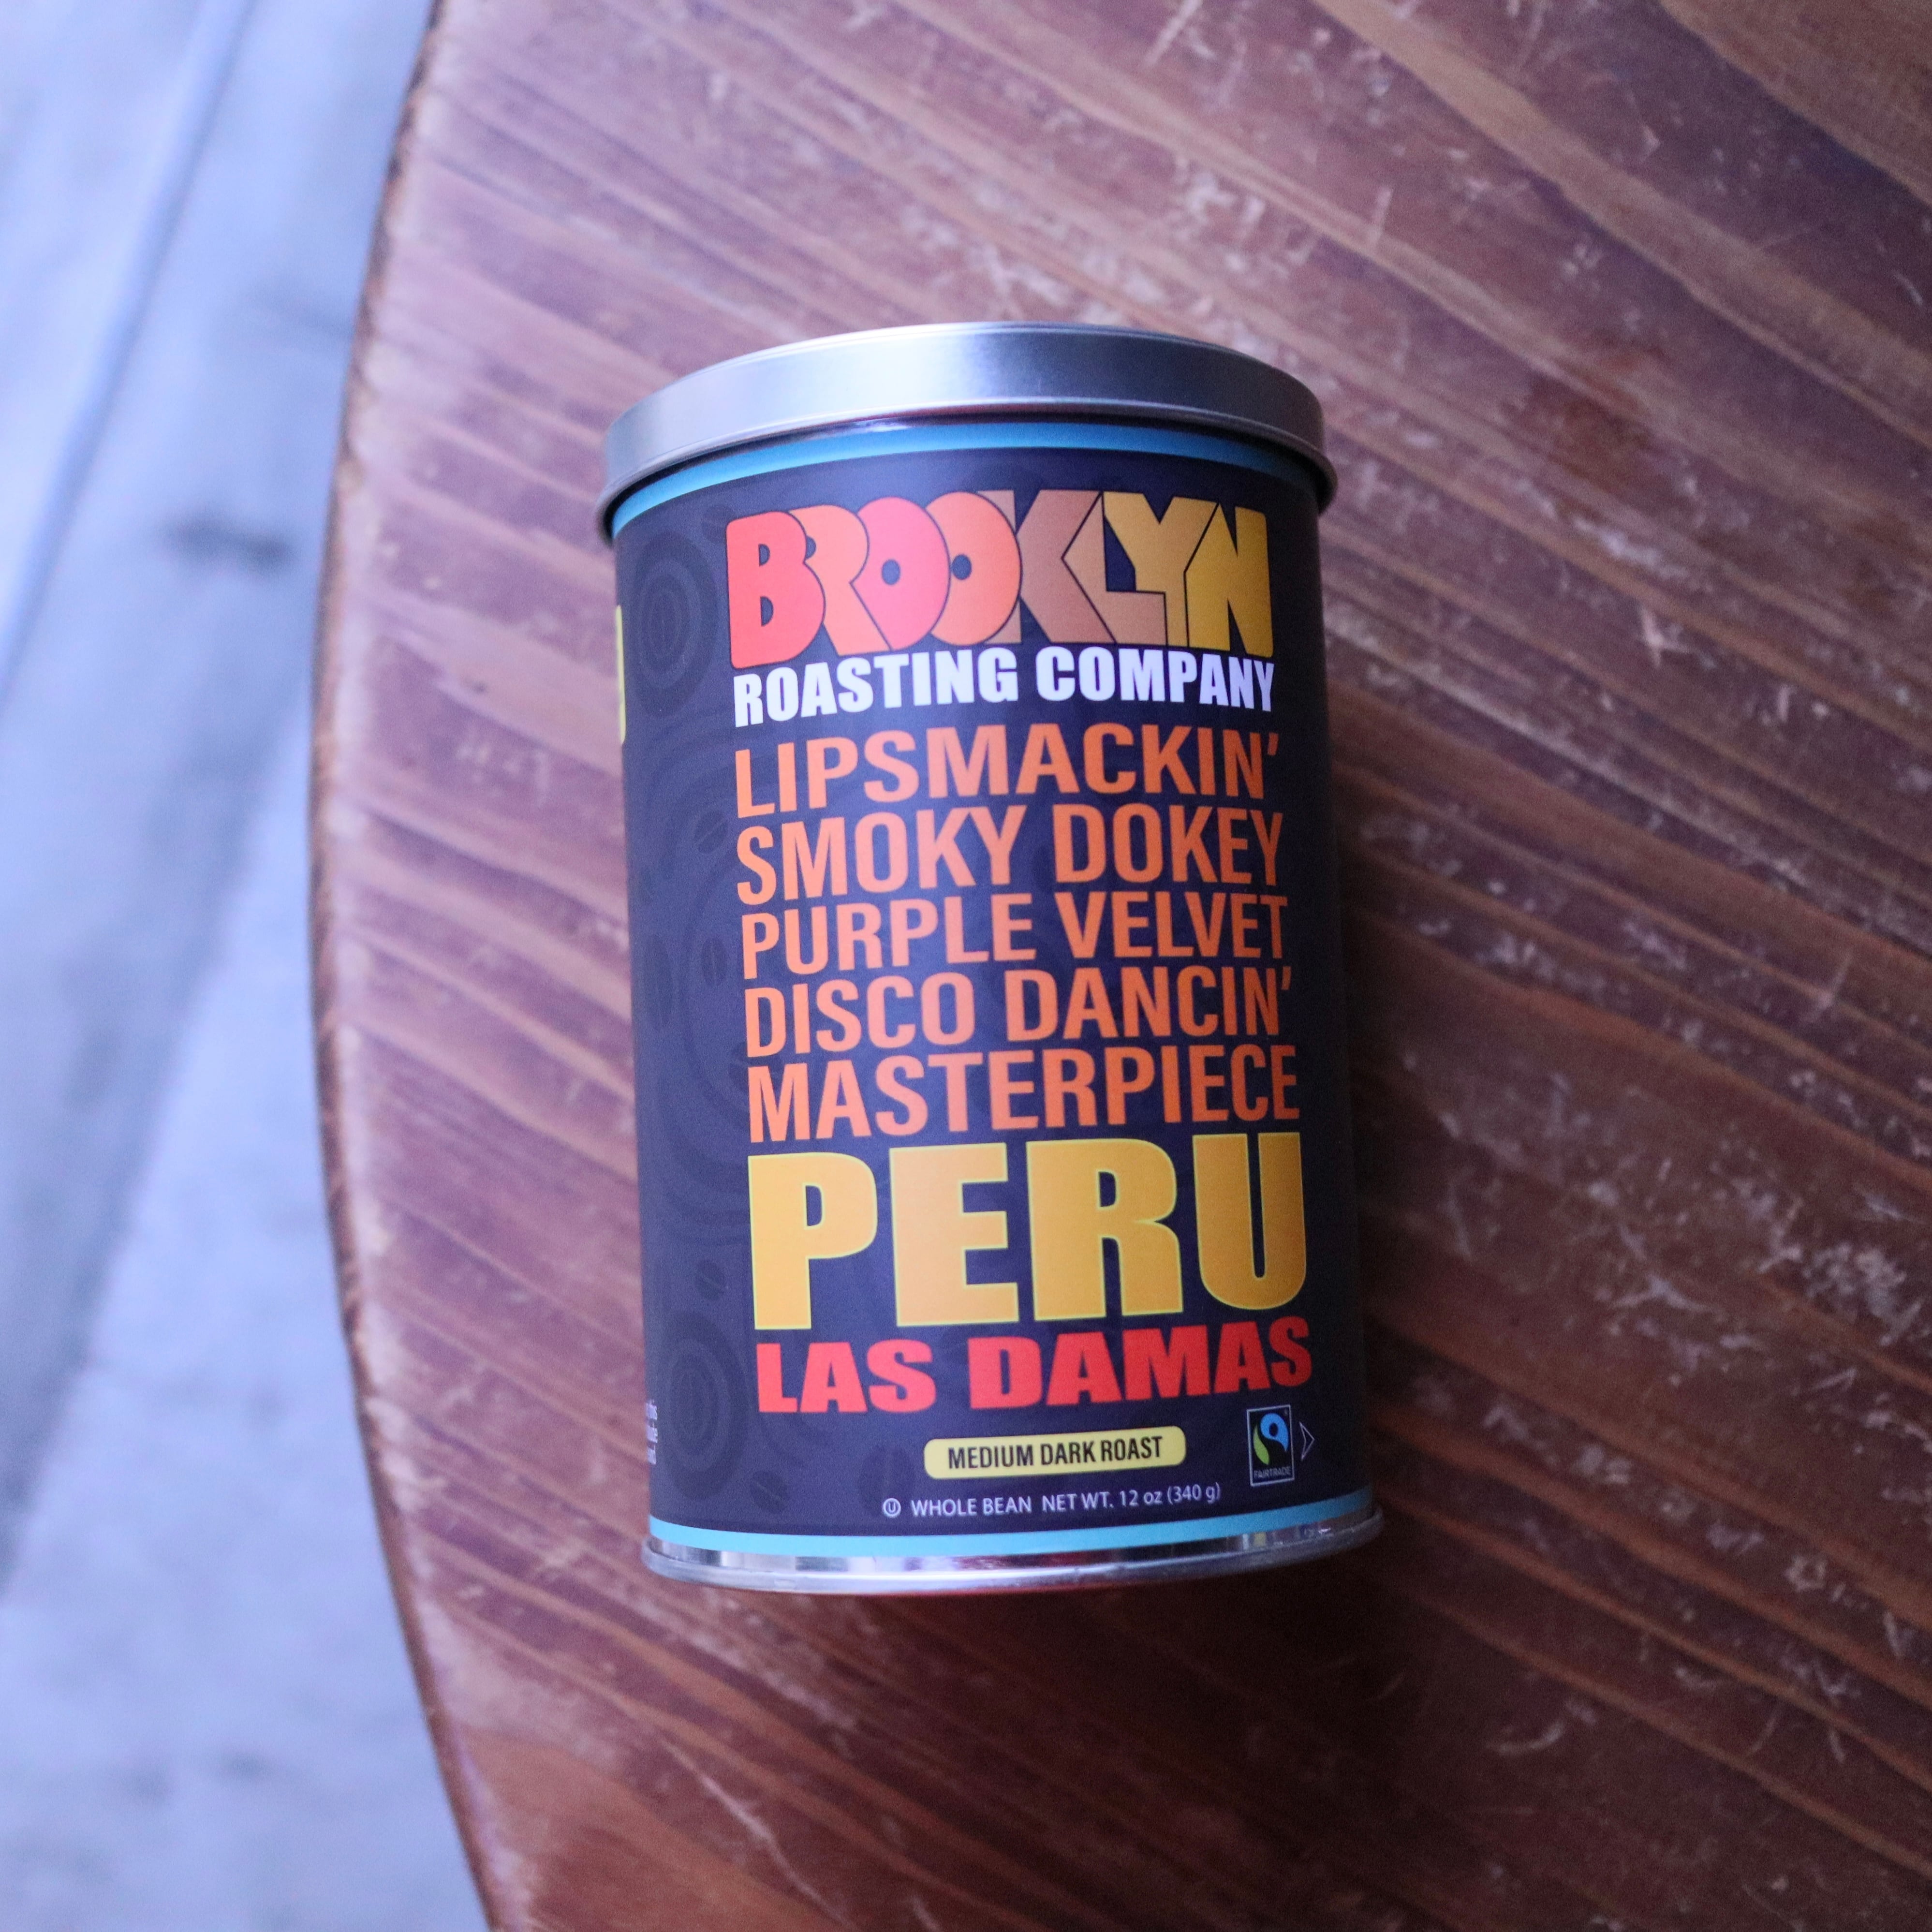 BROOKLYN
ROASTING COMPANY
LIPSMACKIN'
SMOKY DOKEY
PURPLE VELVET
DISCO DANCIN'
MASTERPIECE
PERU
LAS DAMAS
MEDIUM DARK ROAST
FAIRTRADE
WHOLE BEAN NET WT. 12 oz (340 g)